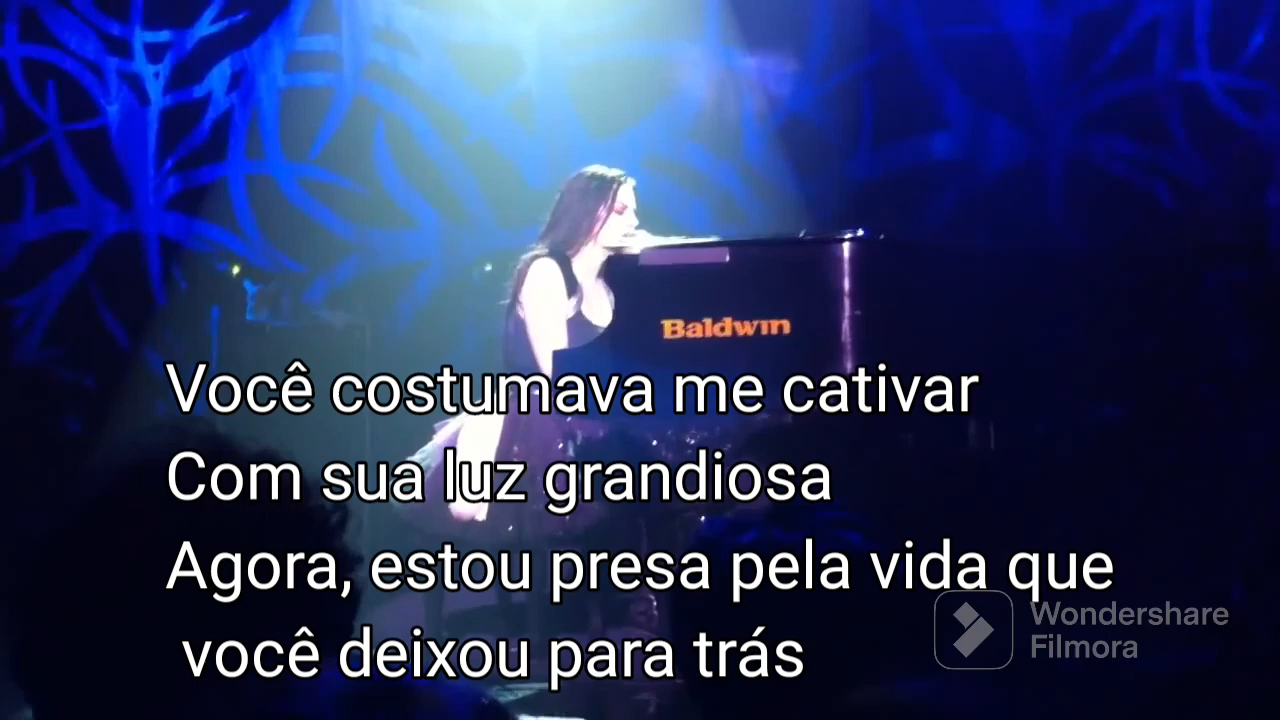 Baldwin
Você costumava me cativar
Com sua luz grandiosa
Agora, estou presa pela vida que
você deixou para trás
Wondershare
Filmora